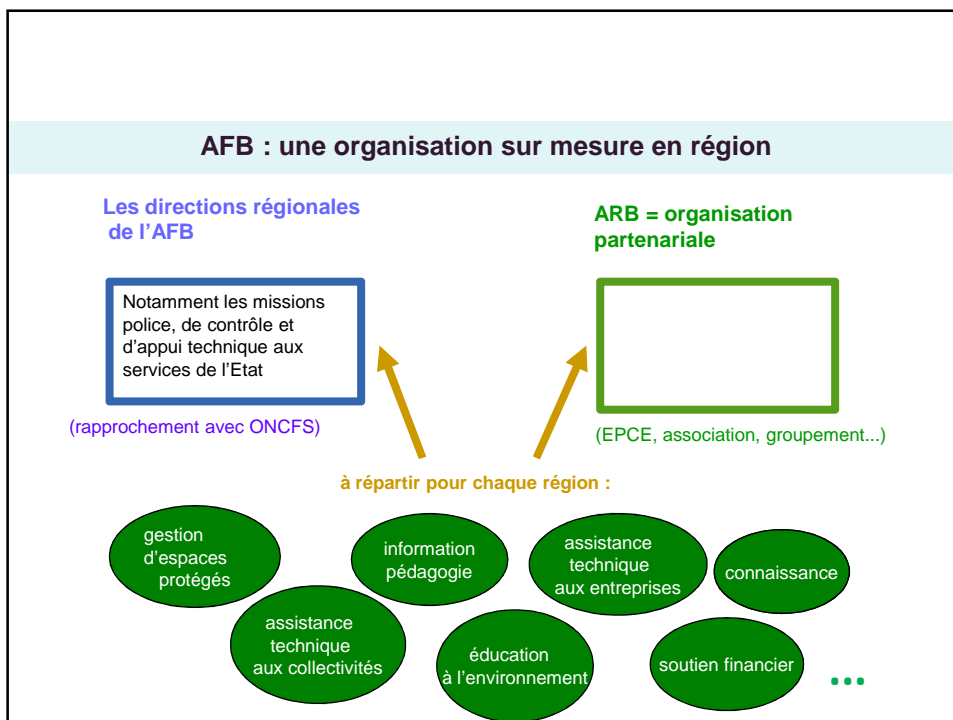 AFB : une organisation sur mesure en région
Les directions régionales
de l'AFB
ARB = organisation
partenariale
Notamment les missions
police, de contrôle et
d'appui technique aux
services de l'Etat
(rapprochement avec ONCFS)
(EPCE, association, groupement...)
à répartir pour chaque région :
gestion
d'espaces
protégés
information
pédagogie
assistance
technique
aux entreprises
connaissance
assistance
technique
aux collectivités
éducation
à l'environnement
soutien financier
...